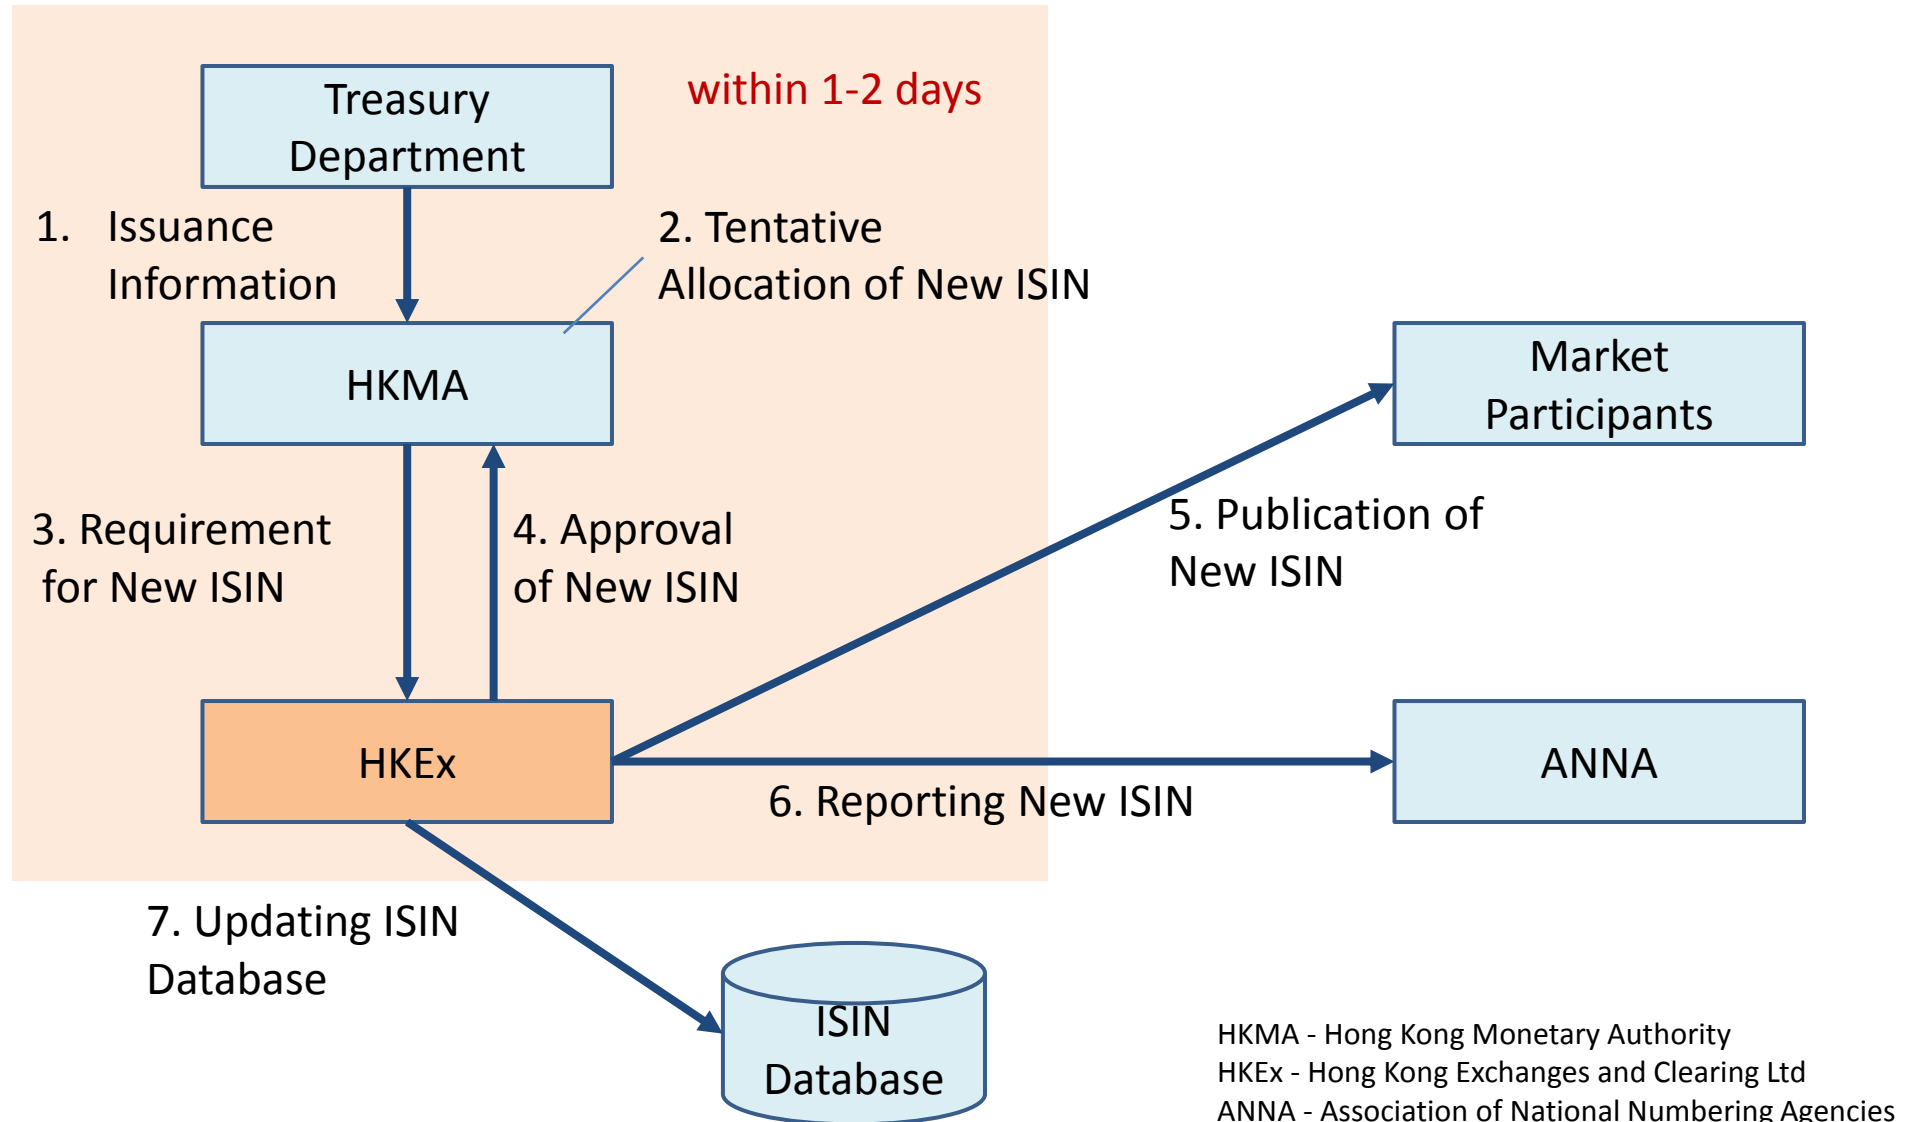 Treasury
Department
within 1-2 days
1. Issuance
Information
2. Tentative
Allocation of New ISIN
HKMA
Market
Participants
3. Requirement
for New ISIN
4. Approval
of New ISIN
5. Publication of
New ISIN
HKEx
ANNA
6. Reporting New ISIN
7. Updating ISIN
Database
ISIN
Database
HKMA - Hong Kong Monetary Authority
HKEx - Hong Kong Exchanges and Clearing Ltd
ANNA - Association of National Numbering Agencies